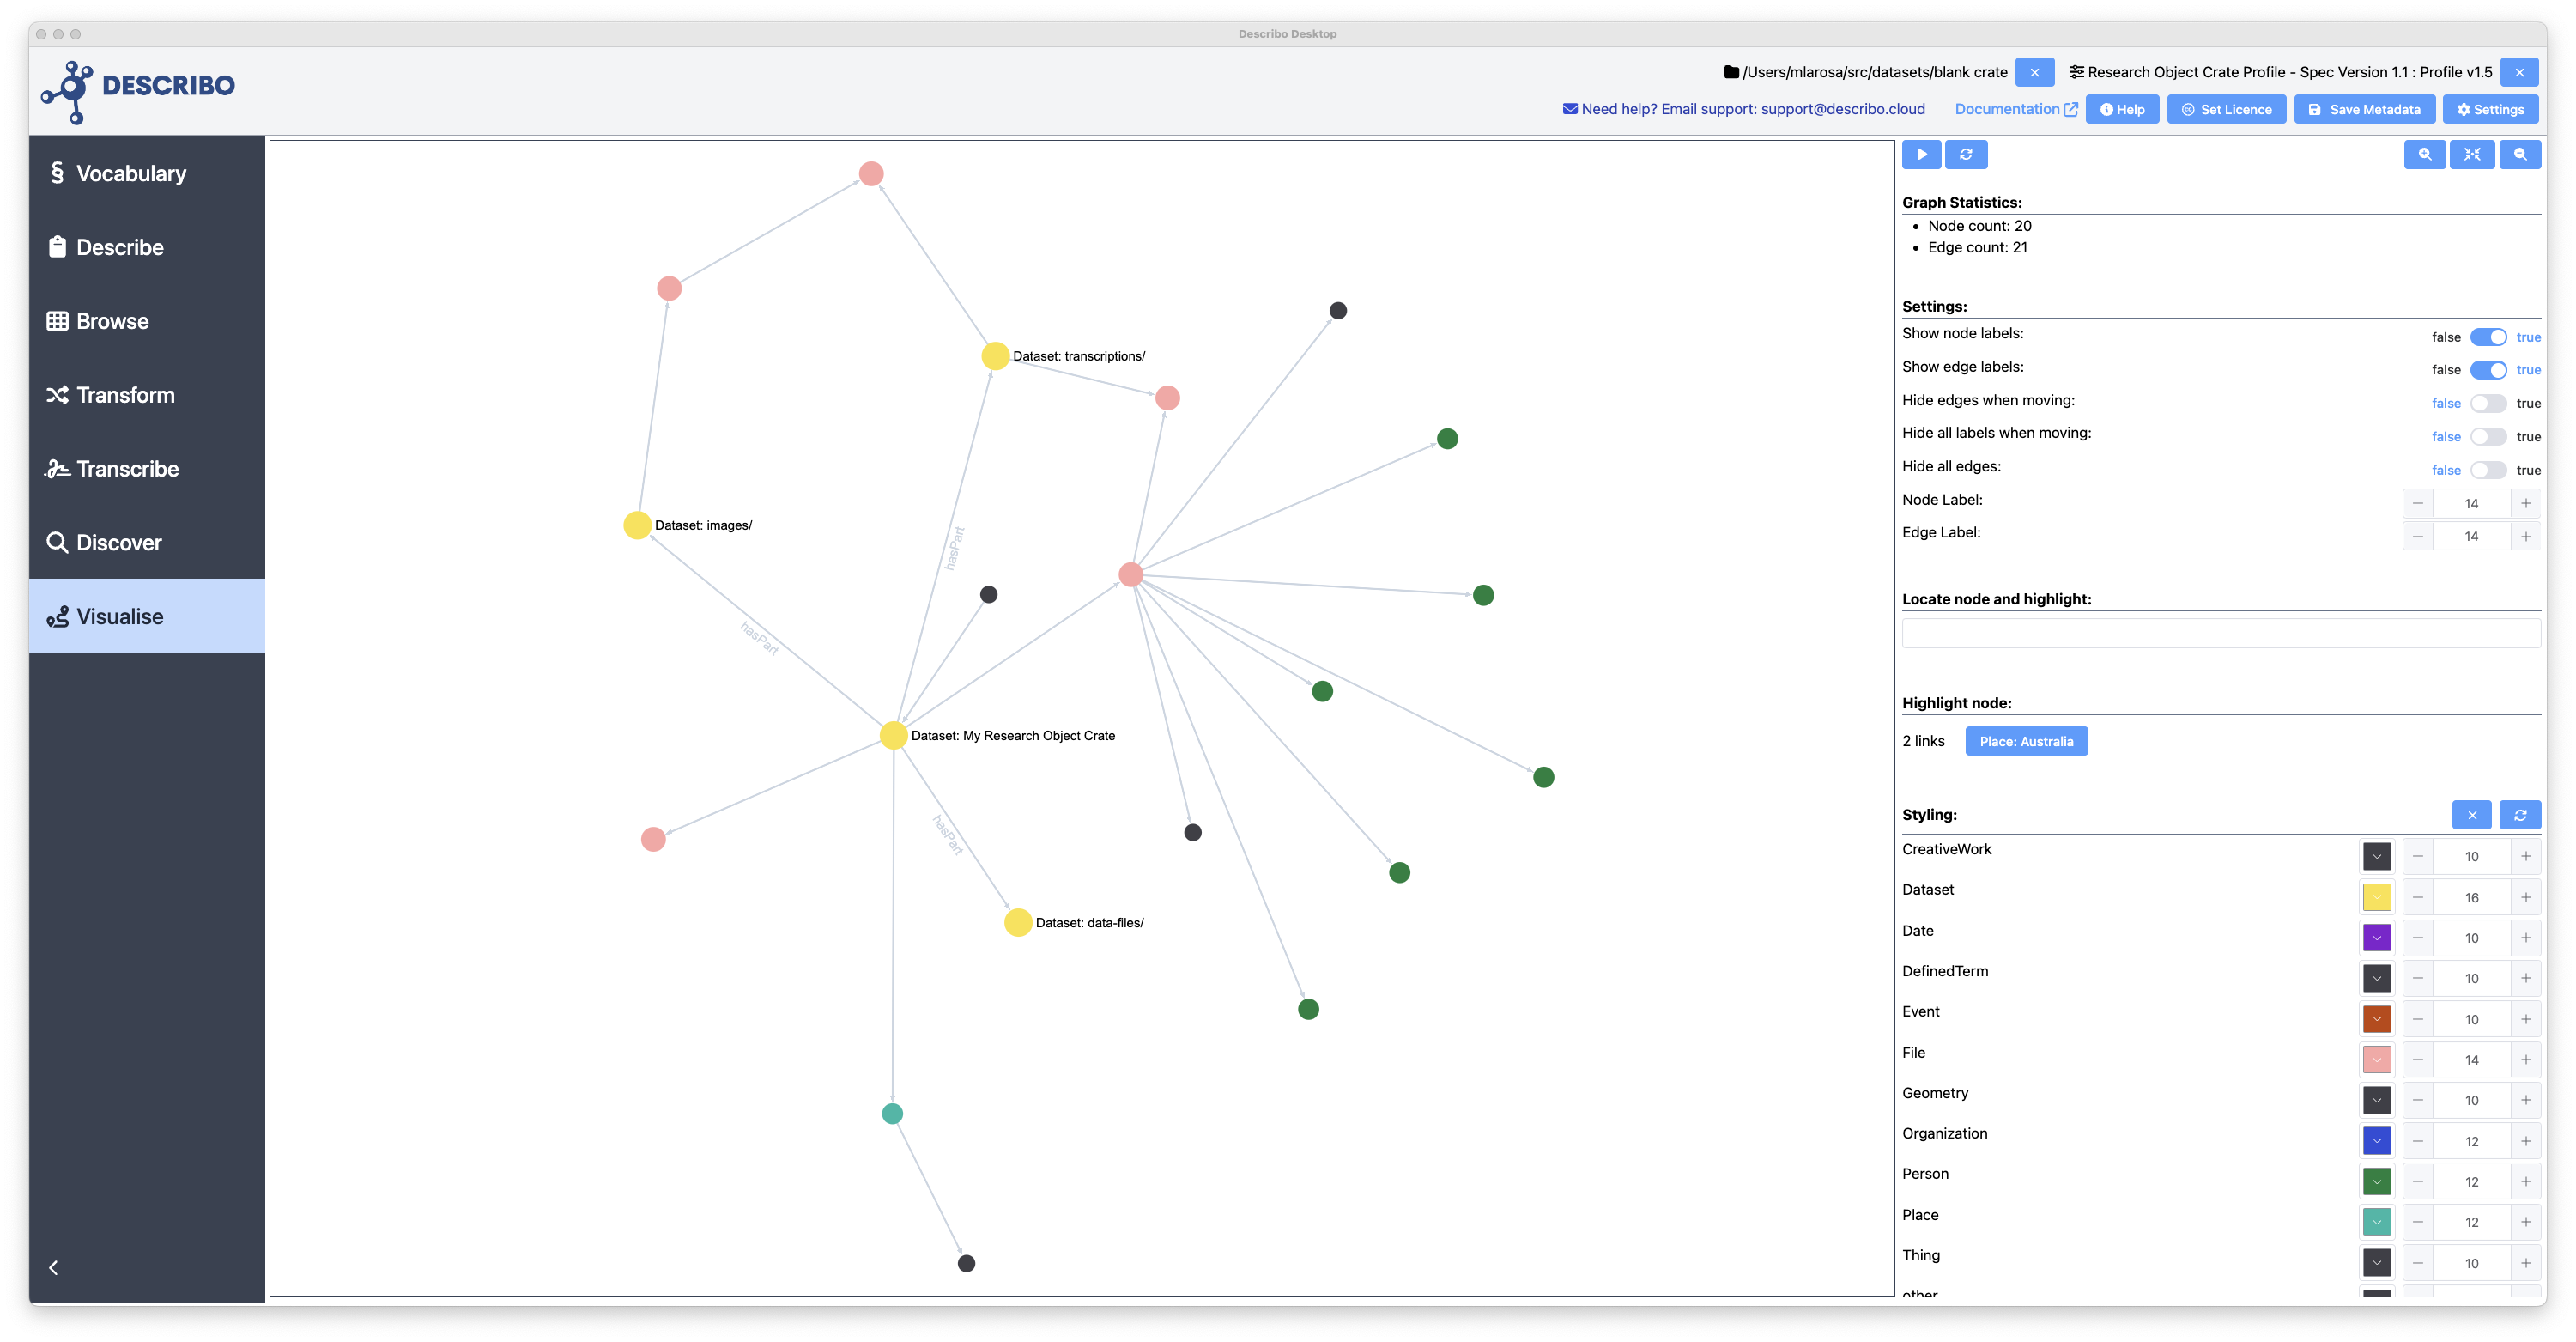 Describo Desktop
DESCRIBO
/Users/mlarosa/src/datasets/blank crate
Research Object Crate Profile - Spec Version 1.1 : Profile v1.5
Need help? Email support: support@describo.cloud
Documentation
Help
Set Licence
Save Metadata
Settings
Vocabulary
Describe
Browse
Transform
Transcribe
Discover
Visualise
Dataset: transcriptions/
Dataset: images/
hasPart
hasPart
Dataset: My Research Object Crate
hasPart
Dataset: data-files/
Graph Statistics:
Node count: 20
Edge count: 21
Settings:
Show node labels: false true
Show edge labels: false true
Hide edges when moving: false true
Hide all labels when moving: false true
Hide all edges: false true
Node Label: 14
Edge Label: 14
Locate node and highlight:
Highlight node:
2 links Place: Australia
Styling:
CreativeWork 10
Dataset 16
Date 10
DefinedTerm 10
Event 10
File 14
Geometry 10
Organization 12
Person 12
Place 12
Thing 10
other